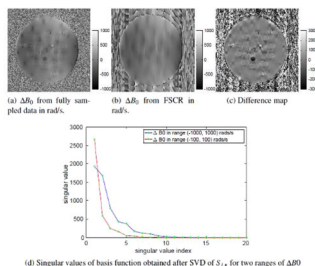 1000
500
0
-500
-1000
1000
500
0
-500
-1000
300
200
100
0
-100
-200
-300
(a) ΔB₀ from fully sam-
pled data in rad/s.
(b) ΔB₀ from FSCR in
rad/s.
(c) Difference map
3000
2500
2000
1500
1000
500
0
singular value
Δ B0 in range (-1000, 1000) rads/s
Δ B0 in range (-100, 100) rads/s
0 5 10 15 20
singular value index
(d) Singular values of basis function obtained after SVD of for two ranges of ΔB0